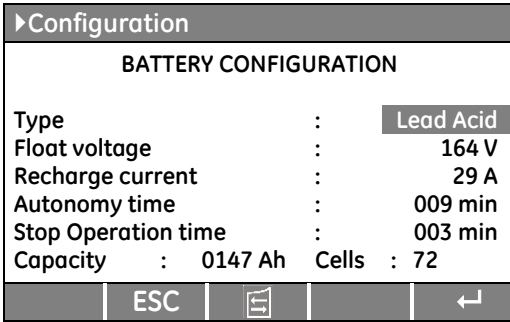 Configuration
BATTERY CONFIGURATION
Type : Lead Acid
Float voltage : 164 V
Recharge current : 29 A
Autonomy time : 009 min
Stop Operation time : 003 min
Capacity : 0147 Ah Cells : 72
ESC